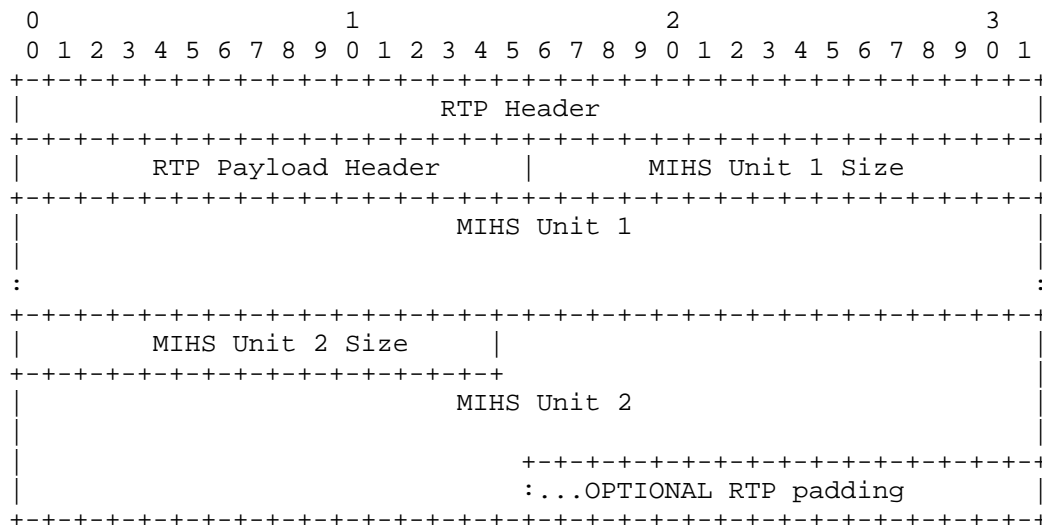 0                   1                   2                   3
 0 1 2 3 4 5 6 7 8 9 0 1 2 3 4 5 6 7 8 9 0 1 2 3 4 5 6 7 8 9 0 1
+-+-+-+-+-+-+-+-+-+-+-+-+-+-+-+-+-+-+-+-+-+-+-+-+-+-+-+-+-+-+-+-+
|                          RTP Header                           |
+-+-+-+-+-+-+-+-+-+-+-+-+-+-+-+-+-+-+-+-+-+-+-+-+-+-+-+-+-+-+-+-+
|        RTP Payload Header     |       MIHS Unit 1 Size        |
+-+-+-+-+-+-+-+-+-+-+-+-+-+-+-+-+-+-+-+-+-+-+-+-+-+-+-+-+-+-+-+-+
|                           MIHS Unit 1                         |
|                                                               |
:                                                               :
+-+-+-+-+-+-+-+-+-+-+-+-+-+-+-+-+-+-+-+-+-+-+-+-+-+-+-+-+-+-+-+-+
|        MIHS Unit 2 Size     |                                 |
+-+-+-+-+-+-+-+-+-+-+-+-+-+-+-+                                 |
|                           MIHS Unit 2                         |
|                                                               |
|                               +-+-+-+-+-+-+-+-+-+-+-+-+-+-+-+-+
|                               :...OPTIONAL RTP padding        |
+-+-+-+-+-+-+-+-+-+-+-+-+-+-+-+-+-+-+-+-+-+-+-+-+-+-+-+-+-+-+-+-+